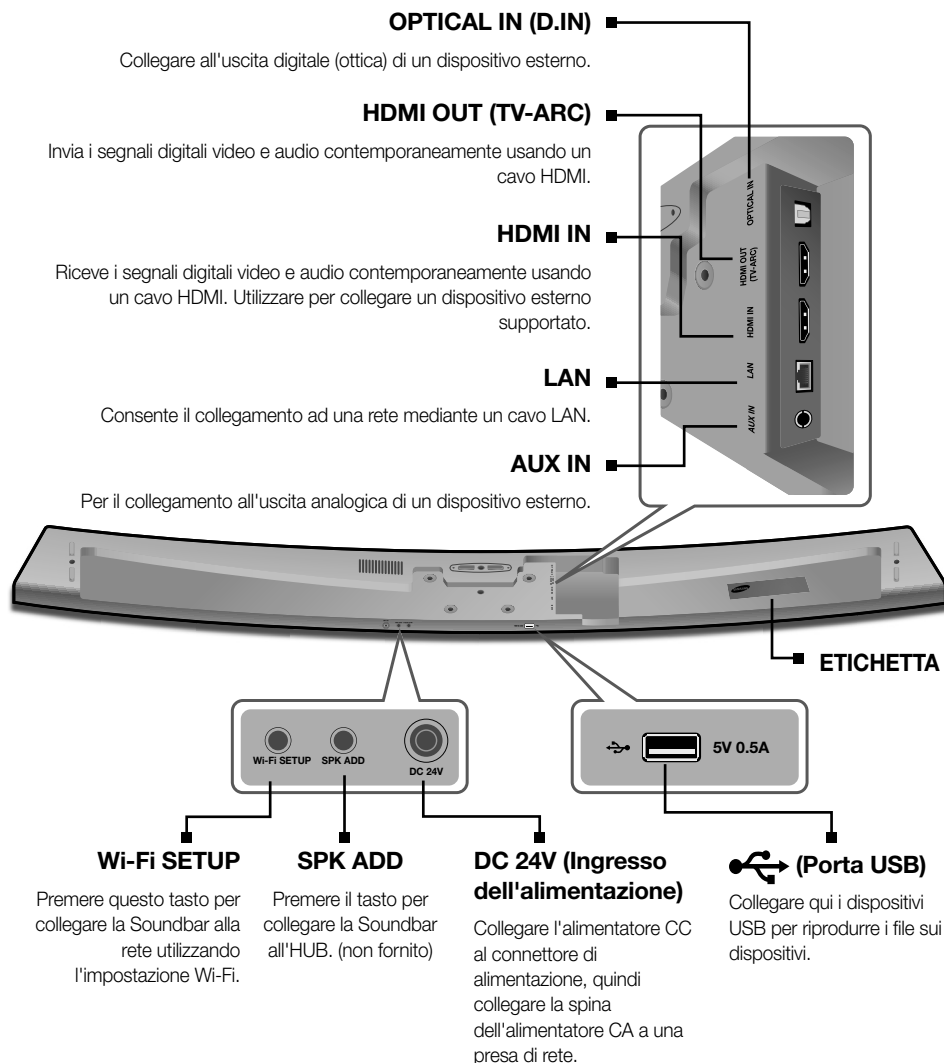 OPTICAL IN (D.IN)
Collegare all'uscita digitale (ottica) di un dispositivo esterno.
HDMI OUT (TV-ARC)
Invia i segnali digitali video e audio contemporaneamente usando un
cavo HDMI.
HDMI IN
Riceve i segnali digitali video e audio contemporaneamente usando
un cavo HDMI. Utilizzare per collegare un dispositivo esterno
supportato.
LAN
Consente il collegamento ad una rete mediante un cavo LAN.
AUX IN
Per il collegamento all'uscita analogica di un dispositivo esterno.
OPTICAL IN
HDMI OUT
(TV-ARC)
HDMI IN
LAN
AUX IN
ETICHETTA
Wi-Fi SETUP
SPK ADD
DC 24V
5V 0.5A
Wi-Fi SETUP
Premere questo tasto per
collegare la Soundbar alla
rete utilizzando
l'impostazione Wi-Fi.
SPK ADD
Premere il tasto per
collegare la Soundbar
all'HUB. (non fornito)
DC 24V (Ingresso
dell'alimentazione)
Collegare l'alimentatore CC
al connettore di
alimentazione, quindi
collegare la spina
dell'alimentatore CA a una
presa di rete.
(Porta USB)
Collegare qui i dispositivi
USB per riprodurre i file sui
dispositivi.